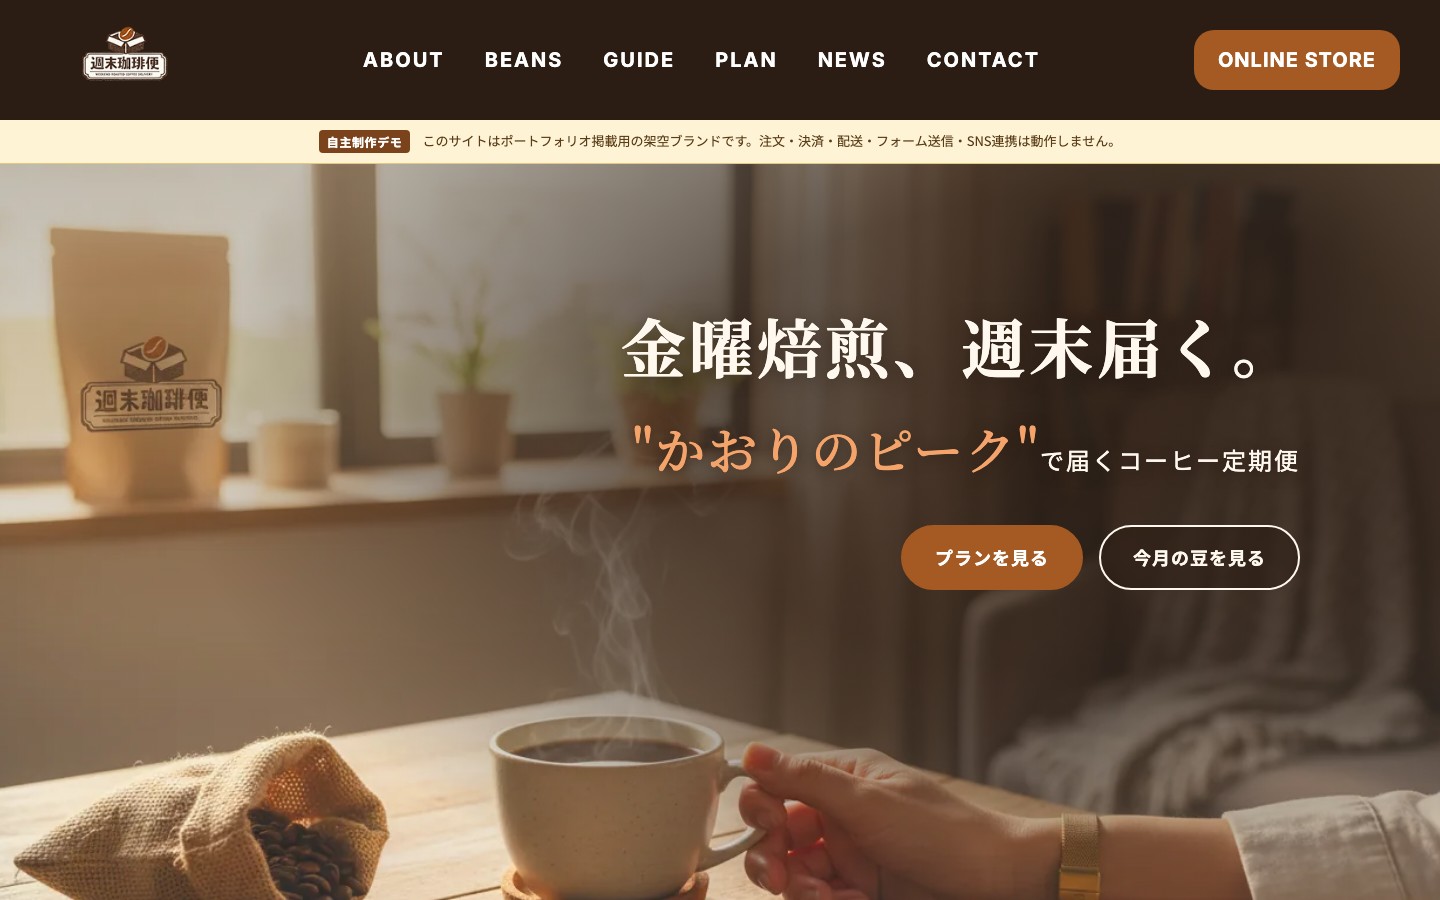 週末珈琲便
ABOUT
BEANS
GUIDE
PLAN
NEWS
CONTACT
ONLINE STORE
自主制作デモ
このサイトはポートフォリオ掲載用の架空ブランドです。注文・決済・配送・フォーム送信・SNS連携は動作しません。
金曜焙煎、週末届く。
"かおりのピーク"で届くコーヒー定期便
プランを見る
今月の豆を見る
週末珈琲便